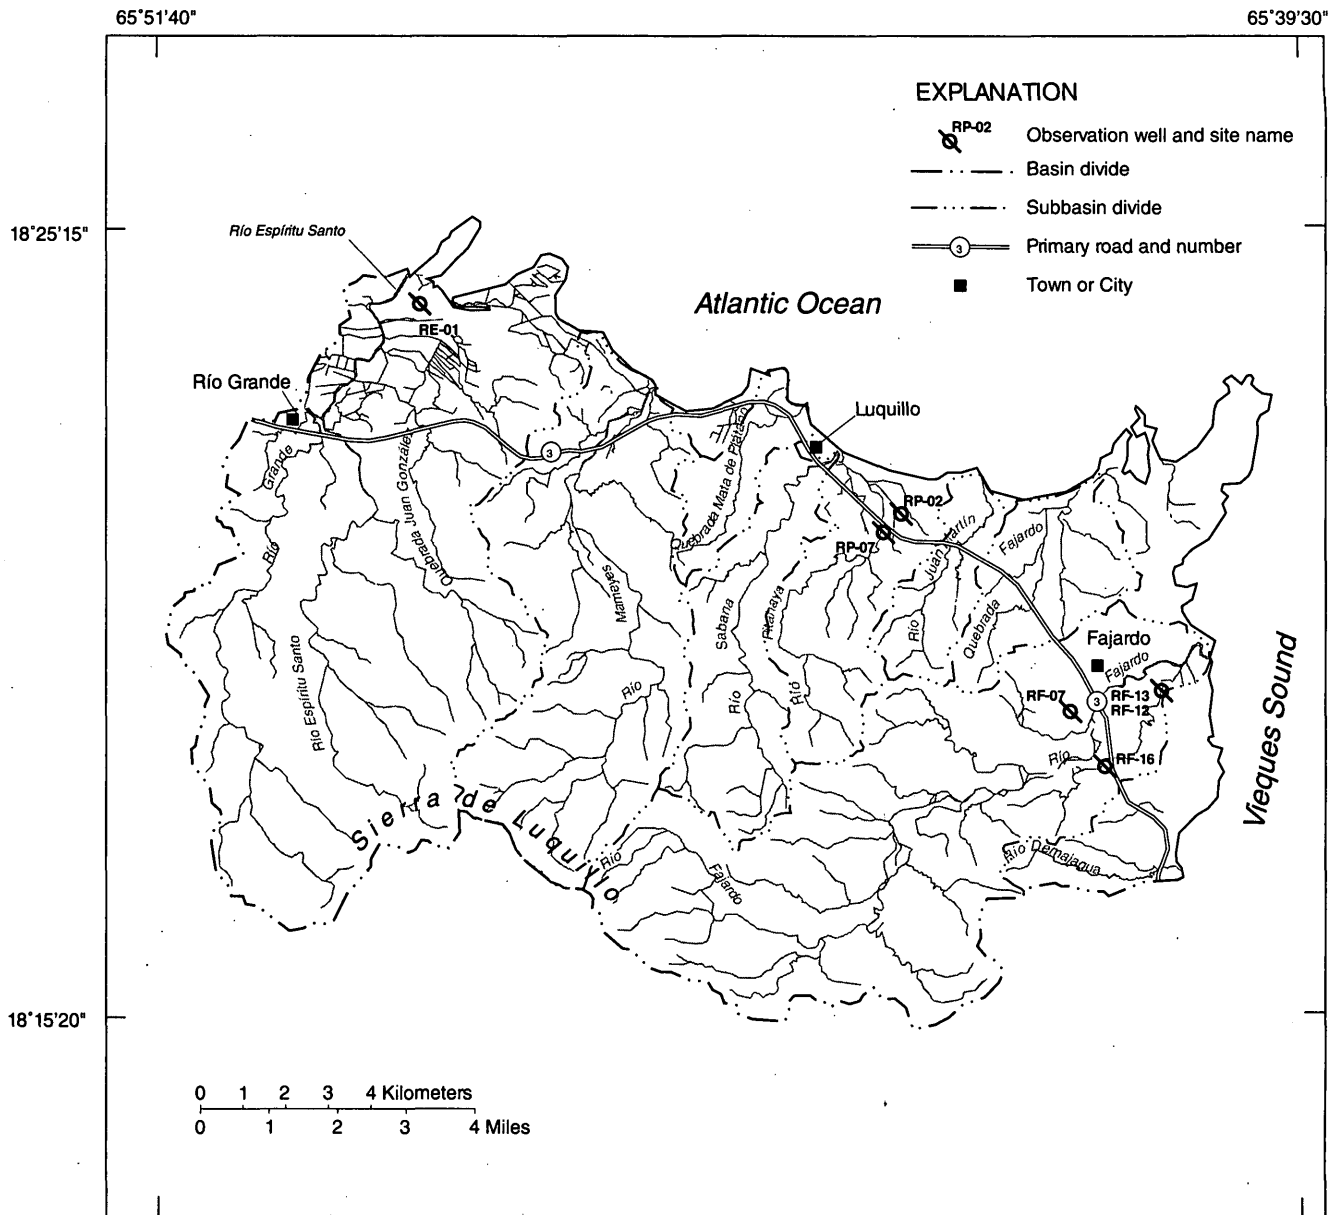 65°51'40"
65°39'30"
EXPLANATION
RP-02
Observation well and site name
Basin divide
Subbasin divide
3
Primary road and number
Town or City
18°25'15"
Río Espíritu Santo
Atlantic Ocean
RE-01
Río Grande
Luquillo
3
Grande
Río
Quebrada Juan González
Quebrada Mata de Plátano
RP-02
RP-07
Juan Martín
Río
Fajardo
Quebrada
Mameyes
Río
Sabana
Río
Pitahaya
Río
Río Espíritu Santo
Fajardo
Fajardo
RF-07
3
RF-13
RF-12
Río
RF-16
Vieques Sound
Sierra de Luquillo
Río
Fajardo
Río Demajagua
18°15'20"
0 1 2 3 4 Kilometers
0 1 2 3 4 Miles